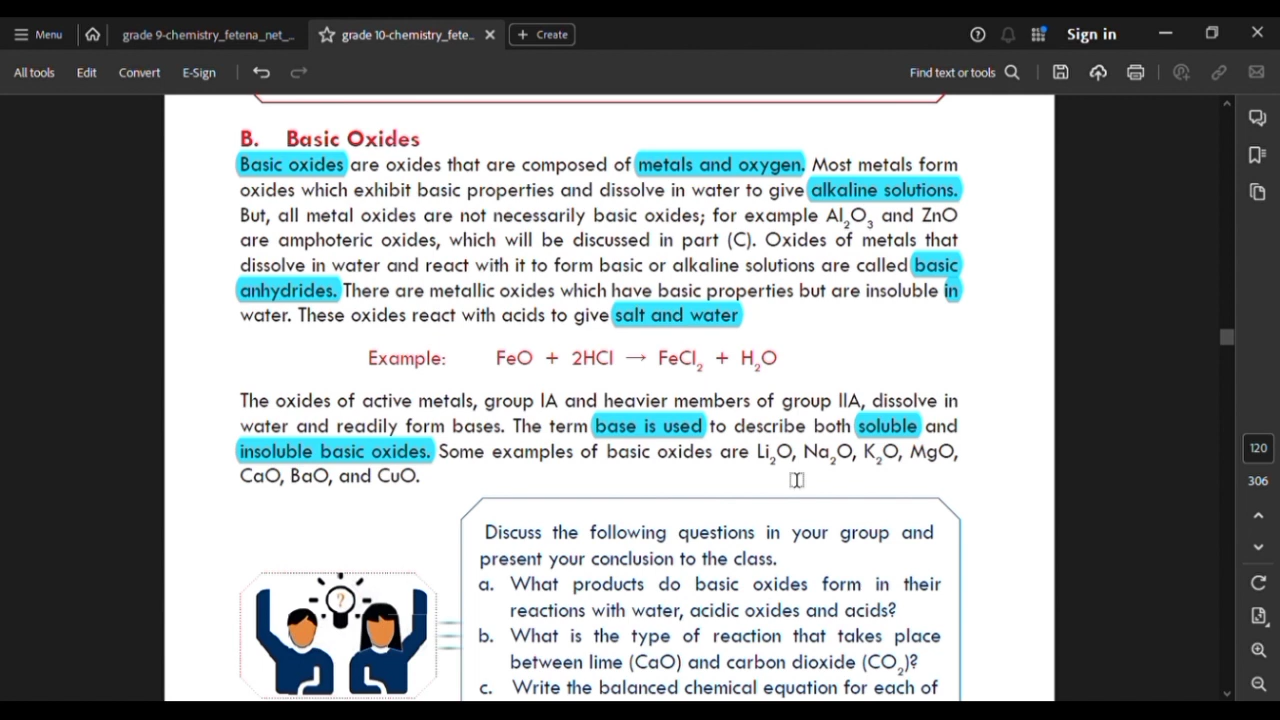 Menu
grade 9-chemistry_fetena_net_...
grade 10-chemistry_fete...
+ Create
Sign in
All tools
Edit
Convert
E-Sign
Find text or tools
B. Basic Oxides
Basic oxides are oxides that are composed of metals and oxygen. Most metals form
oxides which exhibit basic properties and dissolve in water to give alkaline solutions.
But, all metal oxides are not necessarily basic oxides; for example Al₂O₃ and ZnO
are amphoteric oxides, which will be discussed in part (C). Oxides of metals that
dissolve in water and react with it to form basic or alkaline solutions are called basic
anhydrides. There are metallic oxides which have basic properties but are insoluble in
water. These oxides react with acids to give salt and water
Example: FeO + 2HCl → FeCl₂ + H₂O
The oxides of active metals, group IA and heavier members of group IIA, dissolve in
water and readily form bases. The term base is used to describe both soluble and
insoluble basic oxides. Some examples of basic oxides are Li₂O, Na₂O, K₂O, MgO,
CaO, BaO, and CuO.
Discuss the following questions in your group and
present your conclusion to the class.
a. What products do basic oxides form in their
reactions with water, acidic oxides and acids?
b. What is the type of reaction that takes place
between lime (CaO) and carbon dioxide (CO₂)?
c. Write the balanced chemical equation for each of
?
120
306